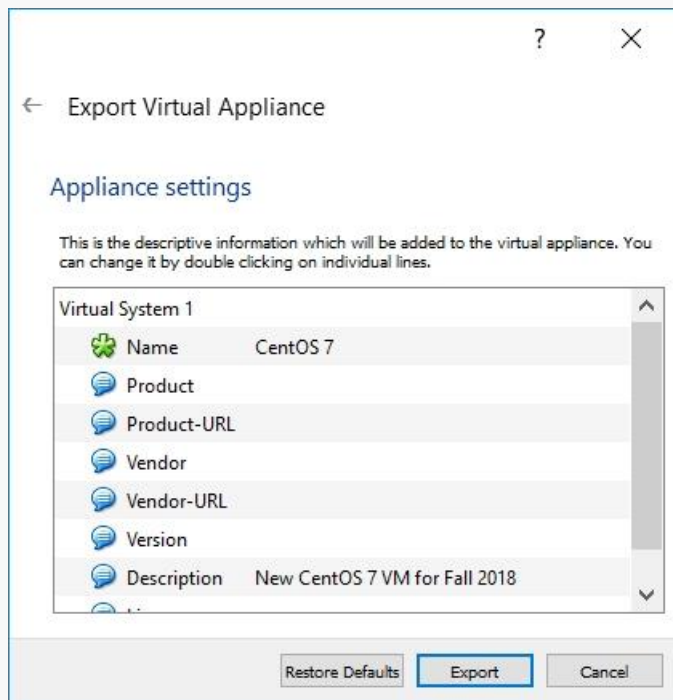 ?
Export Virtual Appliance
Appliance settings
This is the descriptive information which will be added to the virtual appliance. You
can change it by double clicking on individual lines.
Virtual System 1
Name CentOS 7
Product
Product-URL
Vendor
Vendor-URL
Version
Description New CentOS 7 VM for Fall 2018
Restore Defaults Export Cancel